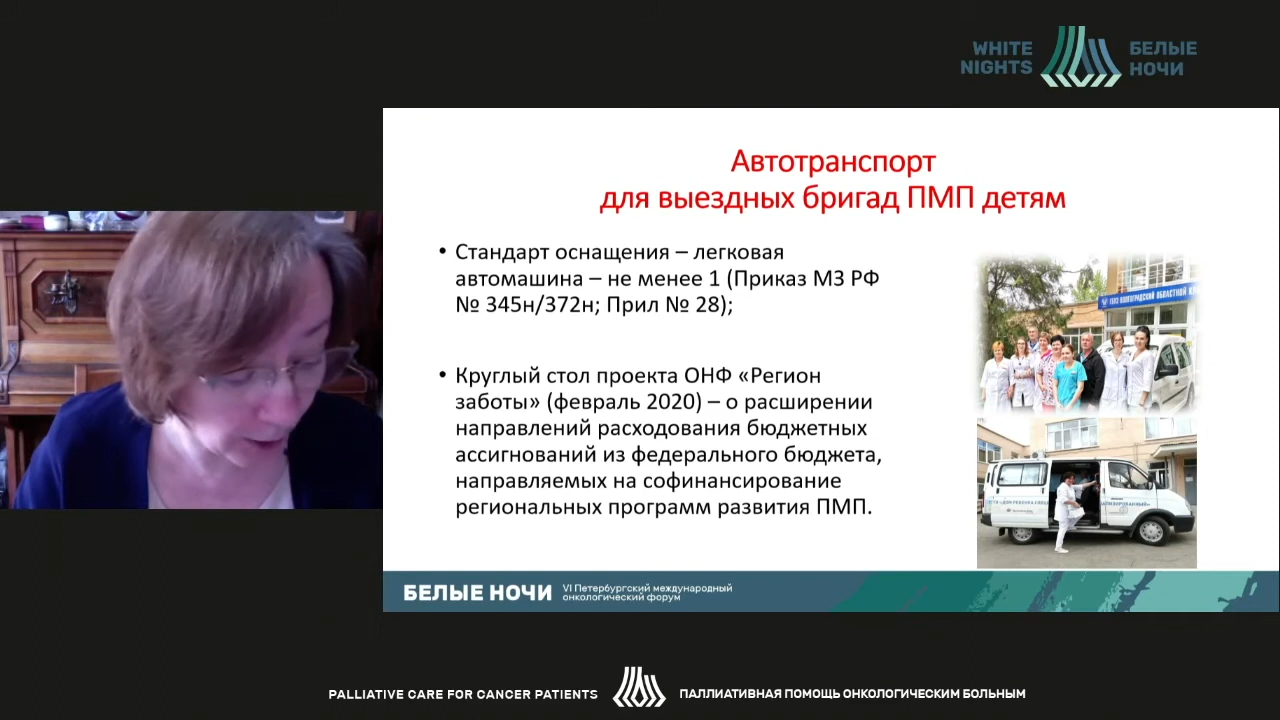 WHITE
NIGHTS
БЕЛЫЕ
НОЧИ
Автотранспорт
для выездных бригад ПМП детям
• Стандарт оснащения – легковая
автомашина – не менее 1 (Приказ МЗ РФ
№ 345н/372н; Прил № 28);
• Круглый стол проекта ОНФ «Регион
заботы» (февраль 2020) – о расширении
направлений расходования бюджетных
ассигнований из федерального бюджета,
направляемых на софинансирование
региональных программ развития ПМП.
БЕЛЫЕ НОЧИ
VI Петербургский международный
онкологический форум
PALLIATIVE CARE FOR CANCER PATIENTS
ПАЛЛИАТИВНАЯ ПОМОЩЬ ОНКОЛОГИЧЕСКИМ БОЛЬНЫМ